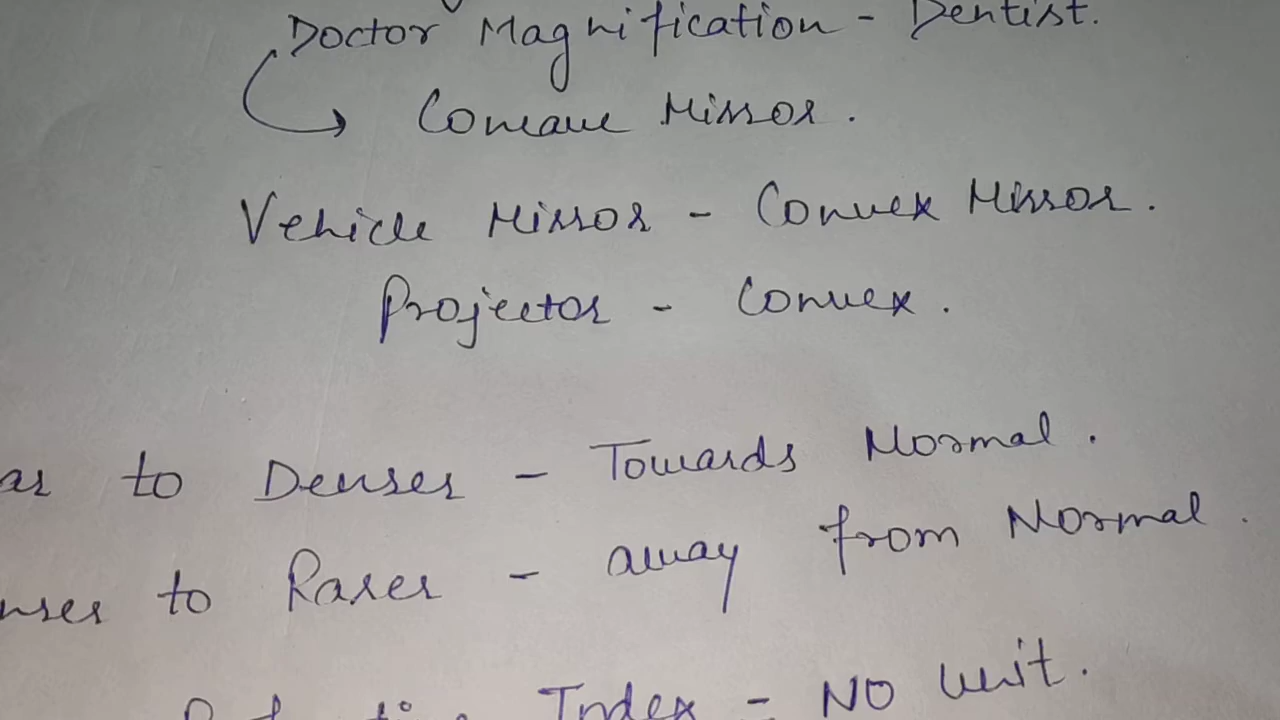 Doctor Magnification - Dentist.
Concave Mirror.
Vehicle Mirror - Convex Mirror.
Projector - Convex.
to Denser - Towards Normal.
to Rarer - away from Normal.
Index - NO unit.